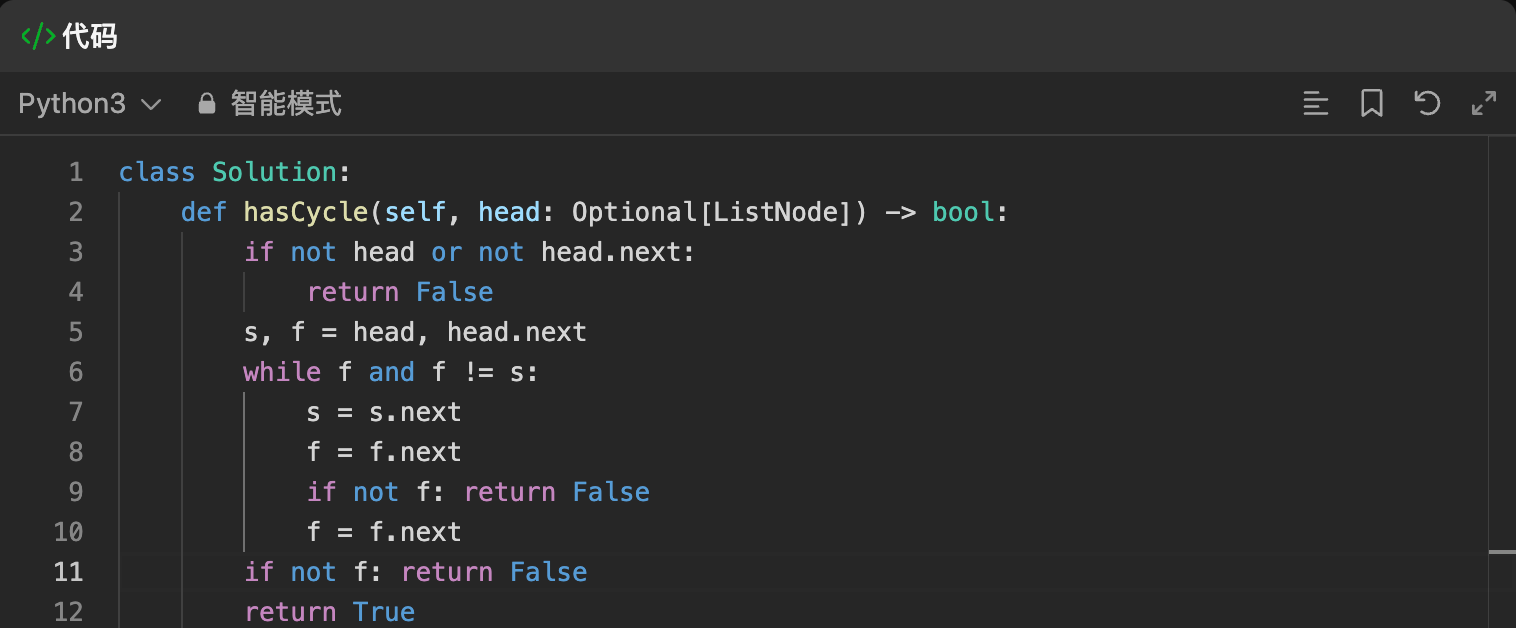 </> 代码
Python3 智能模式
1 class Solution:
2     def hasCycle(self, head: Optional[ListNode]) -> bool:
3         if not head or not head.next:
4             return False
5         s, f = head, head.next
6         while f and f != s:
7             s = s.next
8             f = f.next
9             if not f: return False
10             f = f.next
11         if not f: return False
12         return True